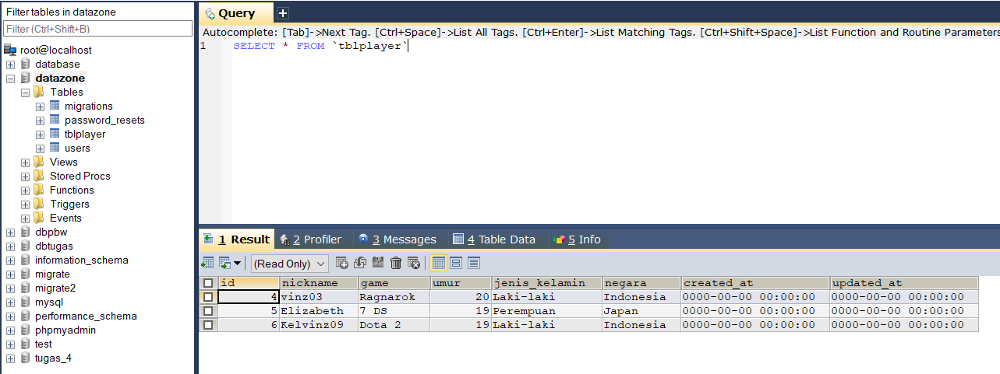 Filter tables in datazone
Filter (Ctrl+Shift+B)
root@localhost
database
datazone
Tables
migrations
password_resets
tblplayer
users
Views
Stored Procs
Functions
Triggers
Events
dbpbw
dbtugas
information_schema
migrate
migrate2
mysql
performance_schema
phpmyadmin
test
tugas_4
Query
Autocomplete: [Tab]->Next Tag. [Ctrl+Space]->List All Tags. [Ctrl+Enter]->List Matching Tags. [Ctrl+Shift+Space]->List Function and Routine Parameters
1 SELECT * FROM `tblplayer`
1 Result 2 Profiler 3 Messages 4 Table Data 5 Info
(Read Only)
id nickname game umur jenis_kelamin negara created_at updated_at
4 vinz03 Ragnarok 20 Laki-laki Indonesia 0000-00-00 00:00:00 0000-00-00 00:00:00
5 Elizabeth 7 DS 19 Perempuan Japan 0000-00-00 00:00:00 0000-00-00 00:00:00
6 Kelvinz09 Dota 2 19 Laki-laki Indonesia 0000-00-00 00:00:00 0000-00-00 00:00:00